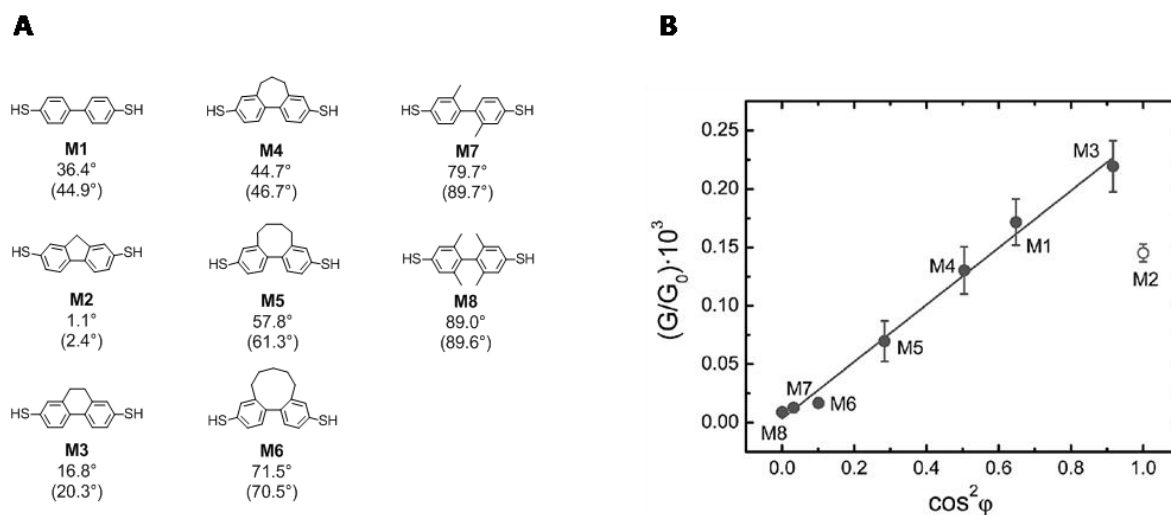 A
HS
SH
M1
36.4°
(44.9°)
HS
SH
M4
44.7°
(46.7°)
HS
SH
M7
79.7°
(89.7°)
HS
SH
M2
1.1°
(2.4°)
HS
SH
M5
57.8°
(61.3°)
HS
SH
M8
89.0°
(89.6°)
HS
SH
M3
16.8°
(20.3°)
HS
SH
M6
71.5°
(70.5°)
B
(G/G₀)·10³
0.25
0.20
0.15
0.10
0.05
0.00
M3
M1
M2
M4
M5
M7
M6
M8
0.0 0.2 0.4 0.6 0.8 1.0
cos²φ